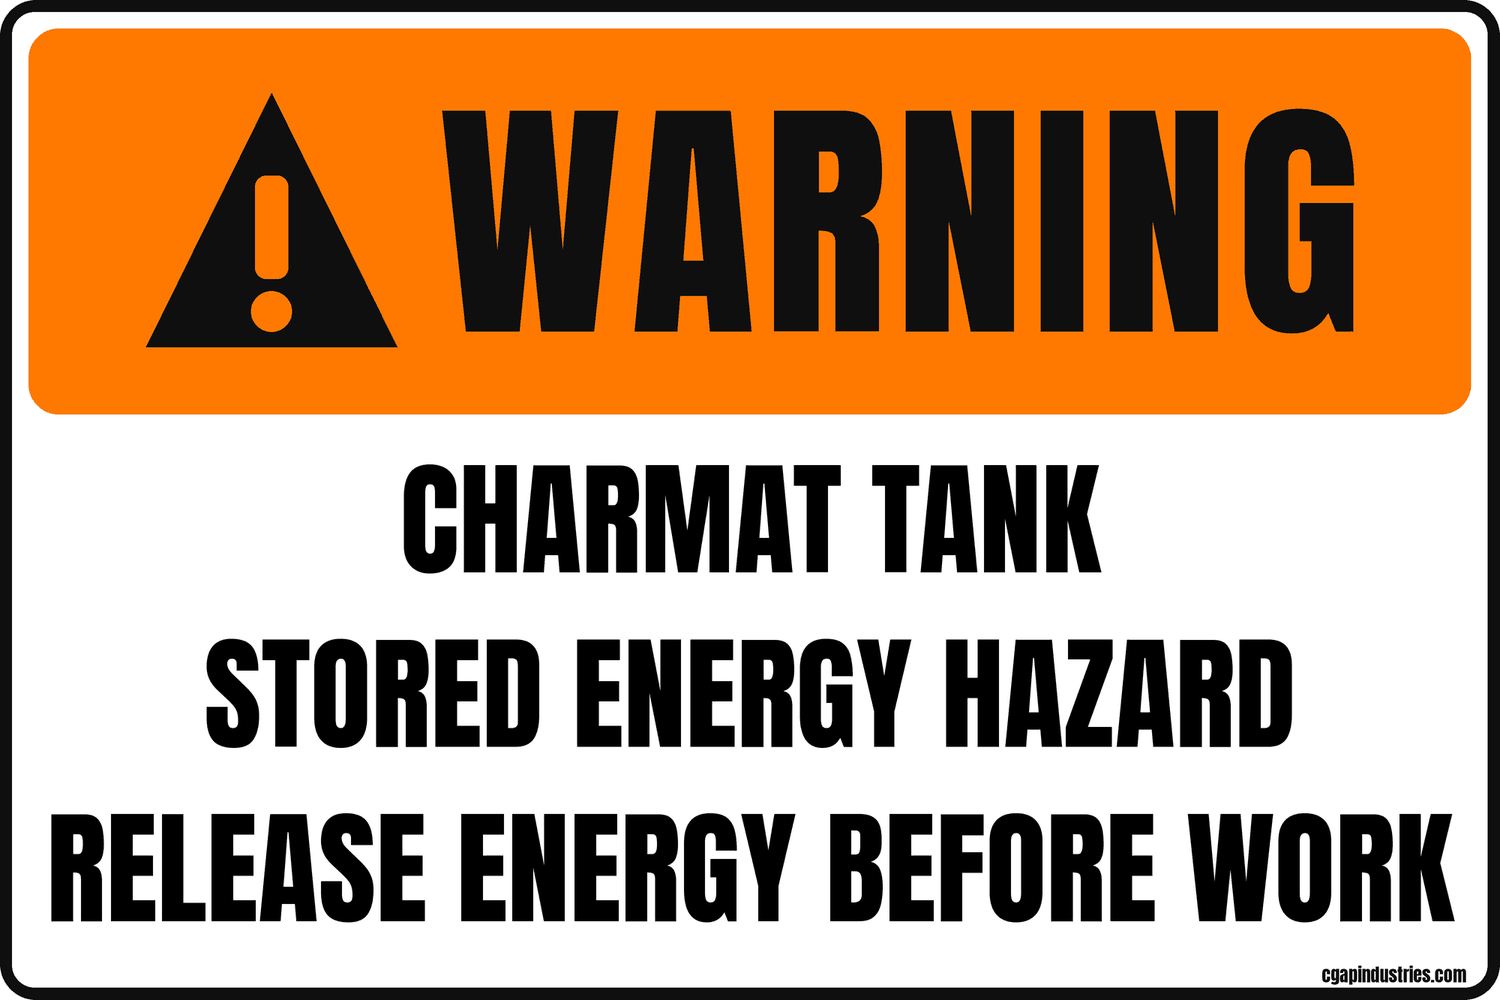 WARNING
CHARMAT TANK
STORED ENERGY HAZARD
RELEASE ENERGY BEFORE WORK
cgapindustries.com